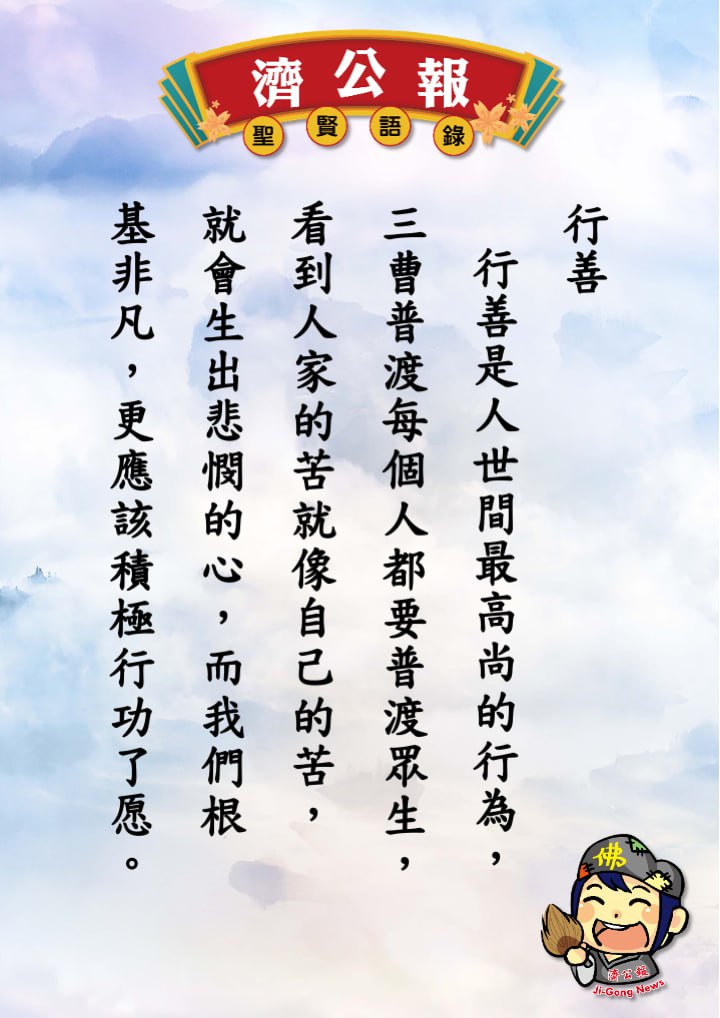 濟公報
聖賢語錄
行善
行善是人世間最高尚的行為，
三曹普渡每個人都要普渡眾生，
看到人家的苦就像自己的苦，
就會生出悲憫的心，而我們根
基非凡，更應該積極行功了愿。
佛
濟公報
Ji-Gong News